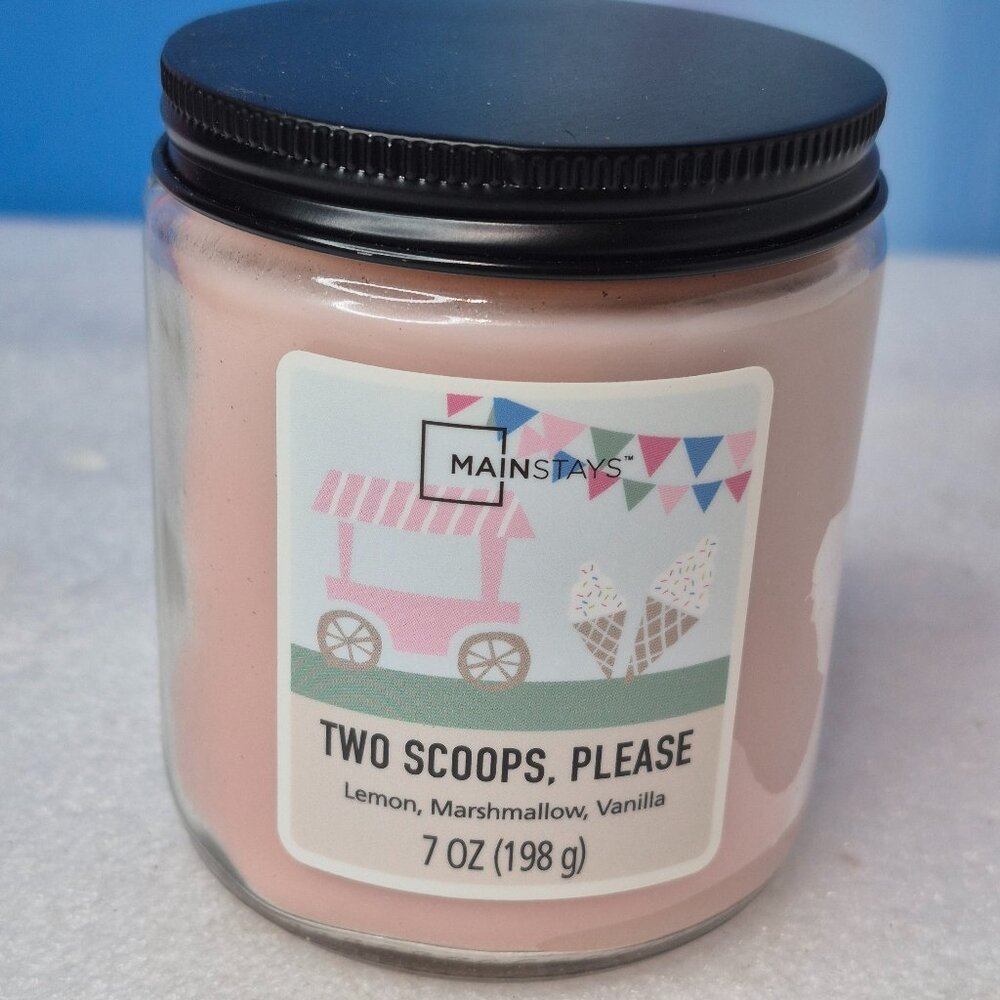 MAINSTAYS™
TWO SCOOPS, PLEASE
Lemon, Marshmallow, Vanilla
7 OZ (198 g)